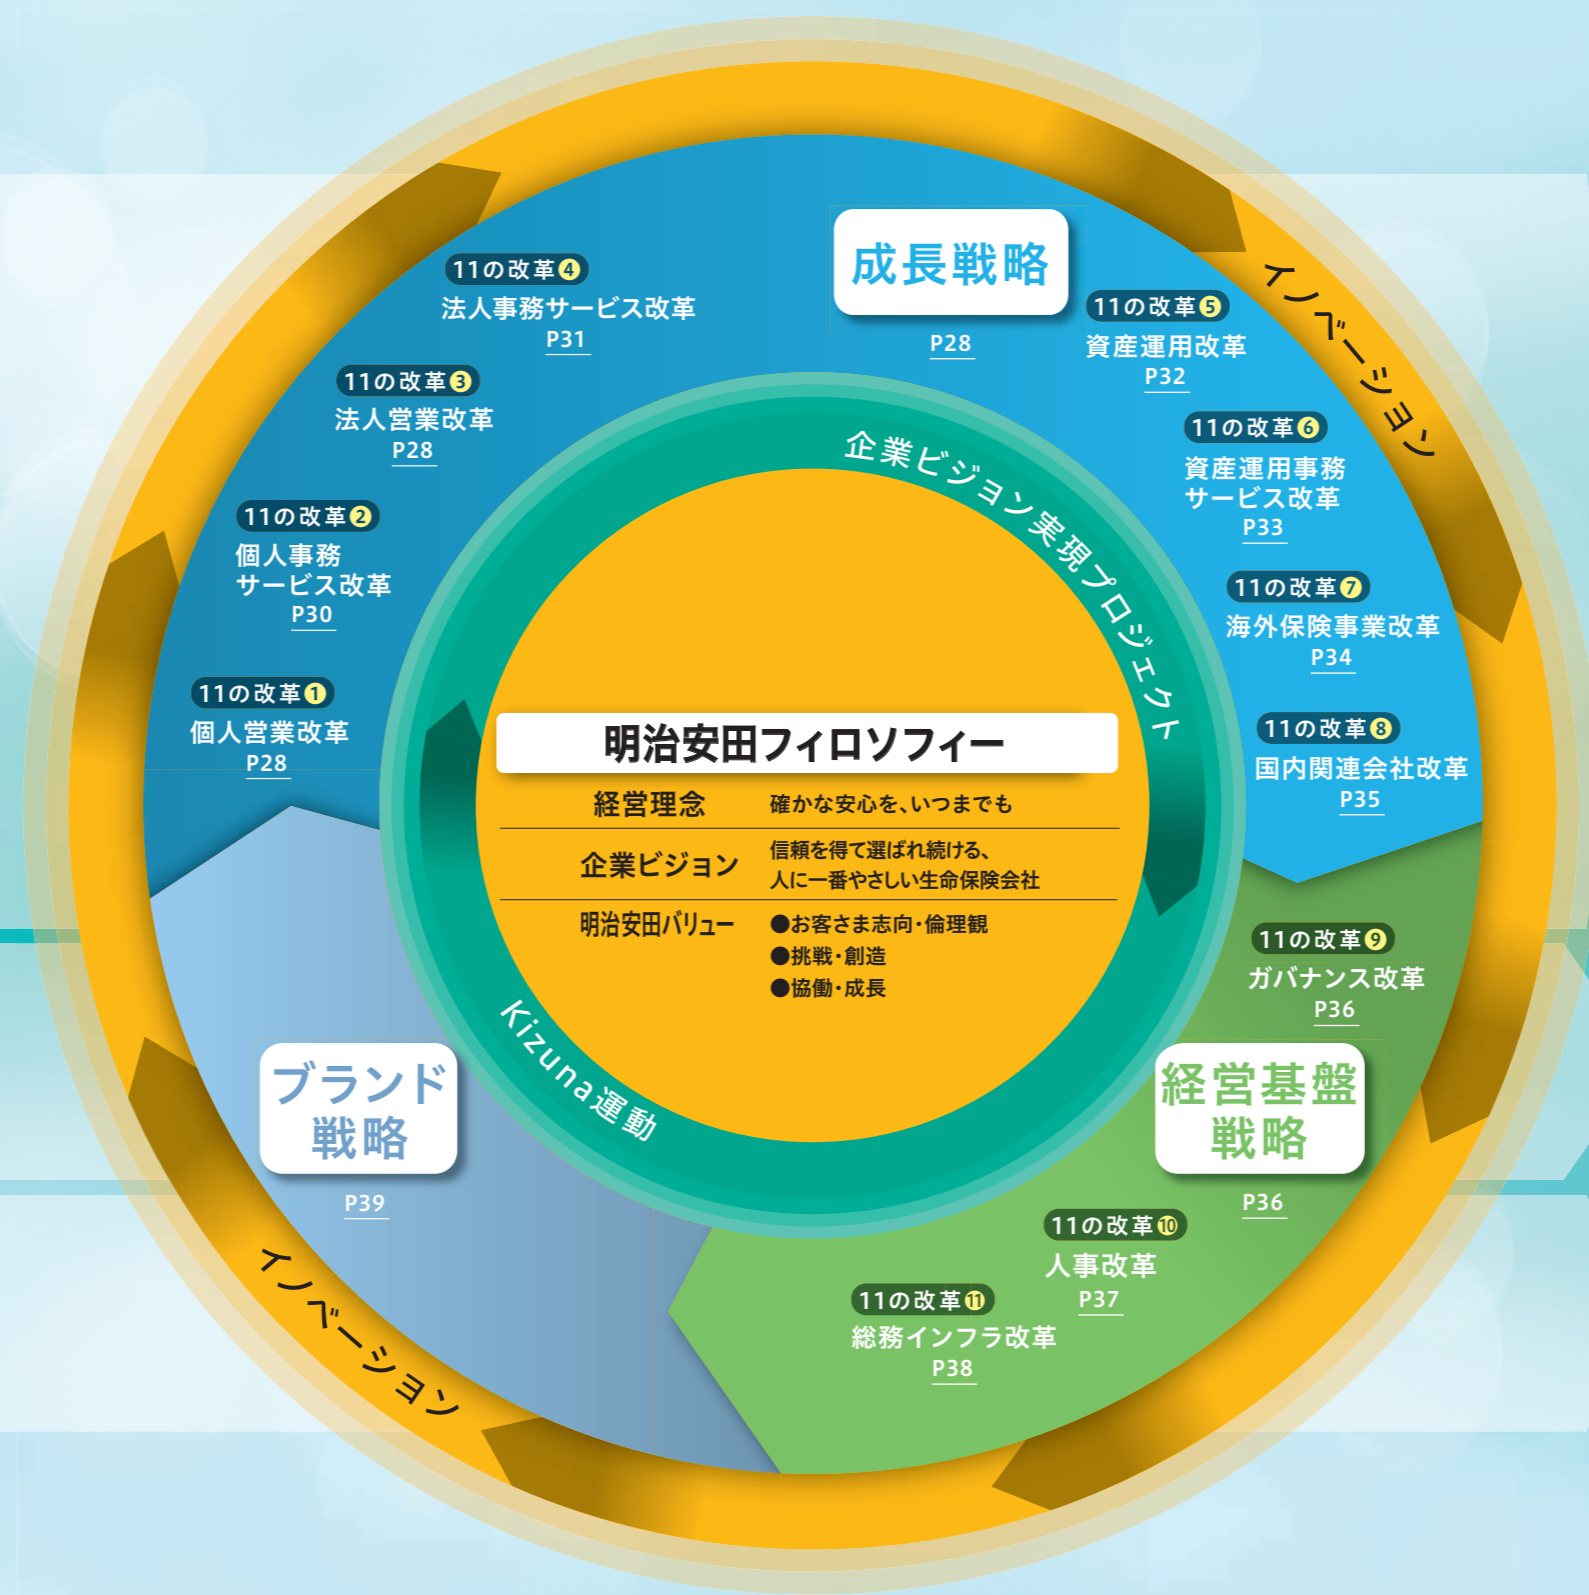 成長戦略
P28
11の改革❶
個人営業改革
P28
11の改革❷
個人事務
サービス改革
P30
11の改革❸
法人営業改革
P28
11の改革❹
法人事務サービス改革
P31
11の改革❺
資産運用改革
P32
11の改革❻
資産運用事務
サービス改革
P33
11の改革❼
海外保険事業改革
P34
11の改革❽
国内関連会社改革
P35
11の改革❾
ガバナンス改革
P36
経営基盤
戦略
P36
11の改革❿
人事改革
P37
11の改革⓫
総務インフラ改革
P38
ブランド
戦略
P39
イノベーション
イノベーション
企業ビジョン実現プロジェクト
Kizuna運動
明治安田フィロソフィー
経営理念 確かな安心を、いつまでも
企業ビジョン 信頼を得て選ばれ続ける、
人に一番やさしい生命保険会社
明治安田バリュー ●お客さま志向・倫理観
●挑戦・創造
●協働・成長